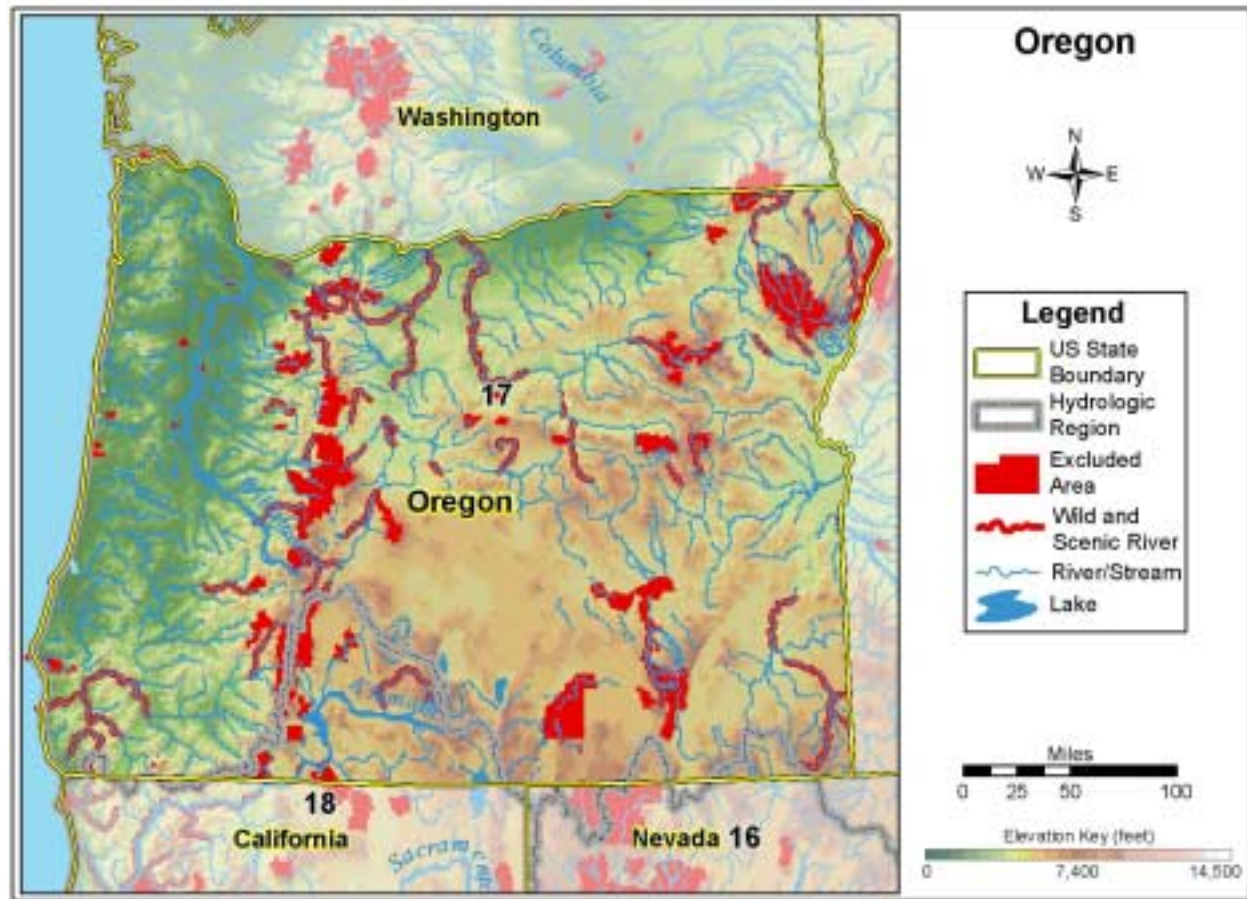 Oregon
N
W E
S
Columbia
Washington
17
Oregon
18
California
Nevada 16
Legend
US State
Boundary
Hydrologic
Region
Excluded
Area
Wild and
Scenic River
River/Stream
Lake
Miles
0 25 50 100
Elevation Key (feet)
0 7,400 14,500